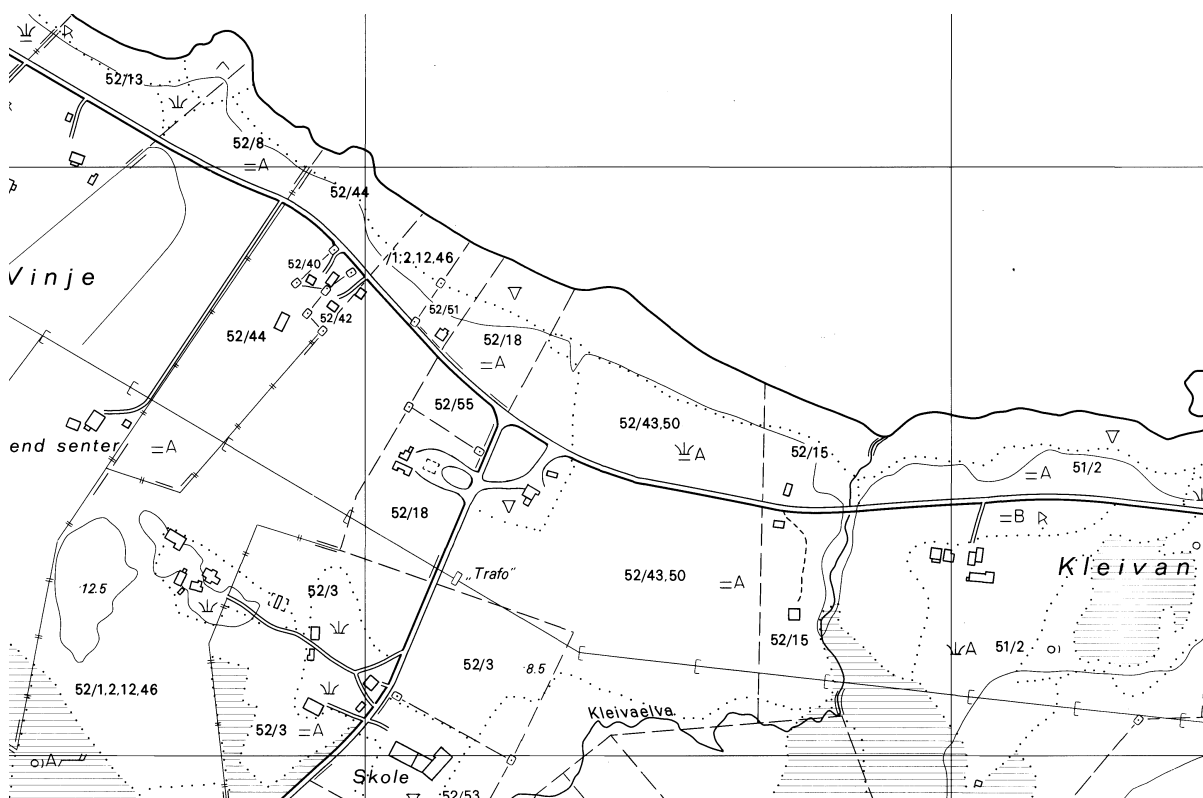 52/13
52/8
=A
52/44
52/40
/1:2,12,46
Vinje
52/51
52/42
52/44
52/18
=A
52/55
52/43,50
A
52/15
end senter
=A
51/2
=A
52/18
=B
„Trafo"
Kleivan
12.5
52/3
52/43,50
=A
52/15
A
51/2
52/3
8.5
52/1,2,12,46
Kleivaelva.
52/3
=A
A
Skole
52/53